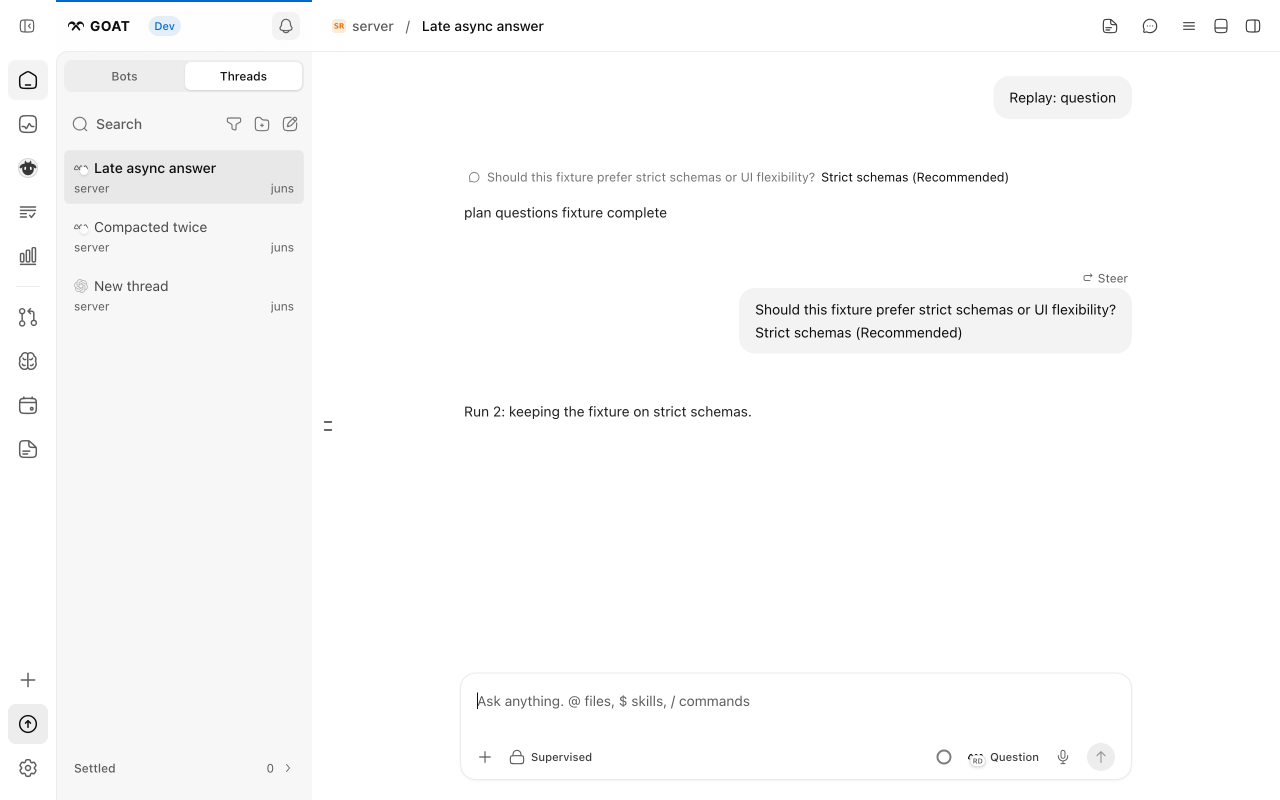 GOAT
Dev
SR server / Late async answer
Bots
Threads
Search
Late async answer
server
juns
Compacted twice
server
juns
New thread
server
juns
Settled
0
Replay: question
Should this fixture prefer strict schemas or UI flexibility? Strict schemas (Recommended)
plan questions fixture complete
Steer
Should this fixture prefer strict schemas or UI flexibility?
Strict schemas (Recommended)
Run 2: keeping the fixture on strict schemas.
Ask anything. @ files, $ skills, / commands
Supervised
RO
Question